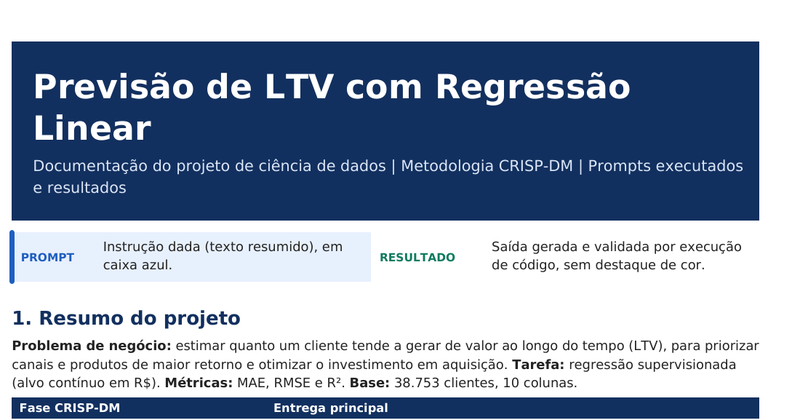 Previsão de LTV com Regressão
Linear
Documentação do projeto de ciência de dados | Metodologia CRISP-DM | Prompts executados
e resultados
PROMPT
Instrução dada (texto resumido), em
caixa azul.
RESULTADO
Saída gerada e validada por execução
de código, sem destaque de cor.
1. Resumo do projeto
Problema de negócio: estimar quanto um cliente tende a gerar de valor ao longo do tempo (LTV), para priorizar
canais e produtos de maior retorno e otimizar o investimento em aquisição. Tarefa: regressão supervisionada
(alvo contínuo em R$). Métricas: MAE, RMSE e R². Base: 38.753 clientes, 10 colunas.
Fase CRISP-DM Entrega principal